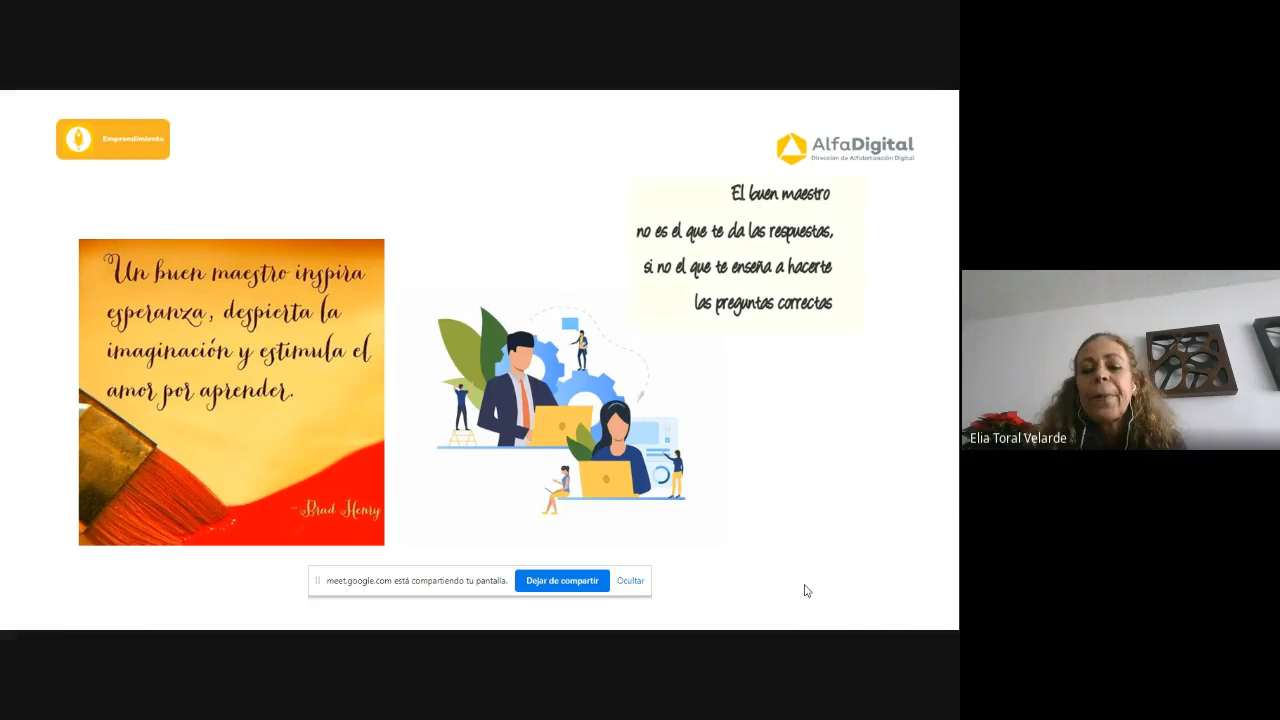 Emprendimiento
AlfaDigital
Dirección de Alfabetización Digital
El buen maestro
no es el que te da las respuestas,
si no el que te enseña a hacerte
las preguntas correctas
Un buen maestro inspira
esperanza, despierta la
imaginación y estimula el
amor por aprender.
~Brad Henry
meet.google.com está compartiendo tu pantalla.
Dejar de compartir
Ocultar
Elia Toral Velarde